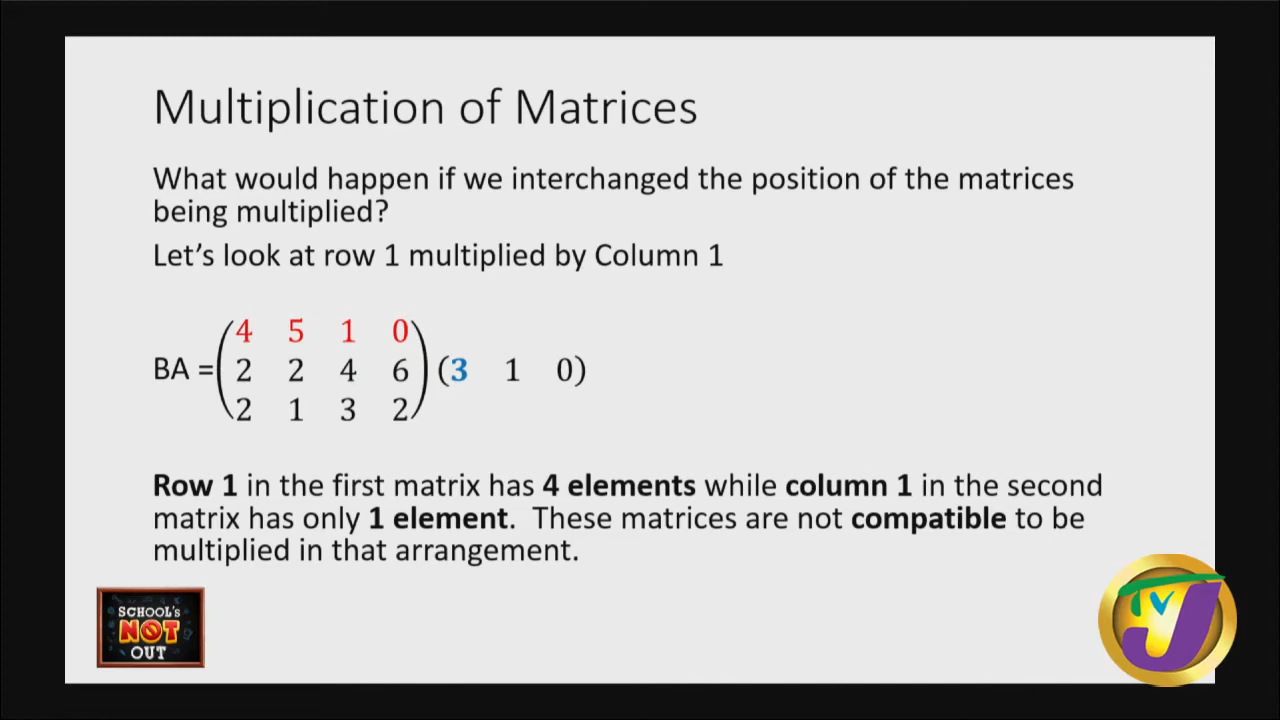 Multiplication of Matrices
What would happen if we interchanged the position of the matrices
being multiplied?
Let's look at row 1 multiplied by Column 1
4 5 1 0
BA = 2 2 4 6 (3 1 0)
2 1 3 2
Row 1 in the first matrix has 4 elements while column 1 in the second
matrix has only 1 element. These matrices are not compatible to be
multiplied in that arrangement.
SCHOOL'S
NOT
OUT
TVJ